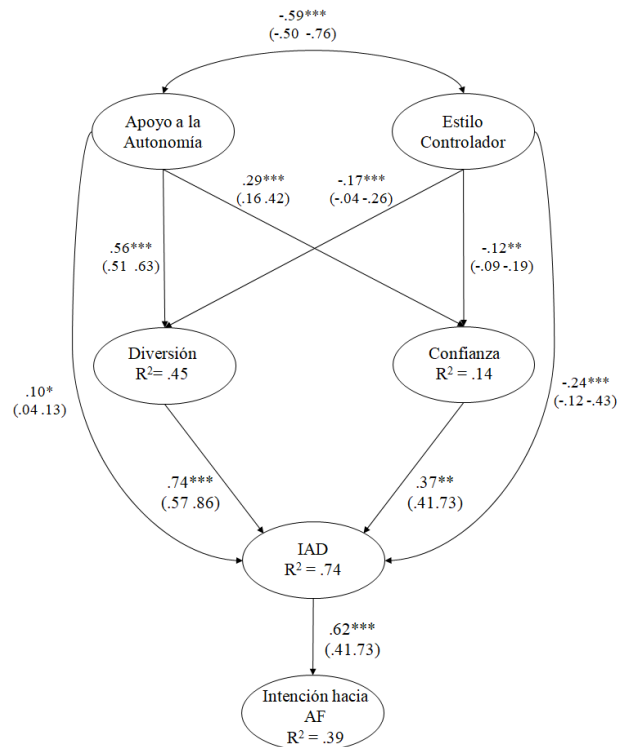 -.59***
(-.50 -.76)
Apoyo a la
Autonomía
Estilo
Controlador
.29***
(.16 .42)
-.17***
(-.04 -.26)
.56***
(.51 .63)
-.12**
(-.09 -.19)
Diversión
R²= .45
Confianza
R² = .14
.10*
(.04 .13)
-.24***
(-.12 -.43)
.74***
(.57 .86)
.37**
(.41.73)
IAD
R² = .74
.62***
(.41.73)
Intención hacia
AF
R² = .39